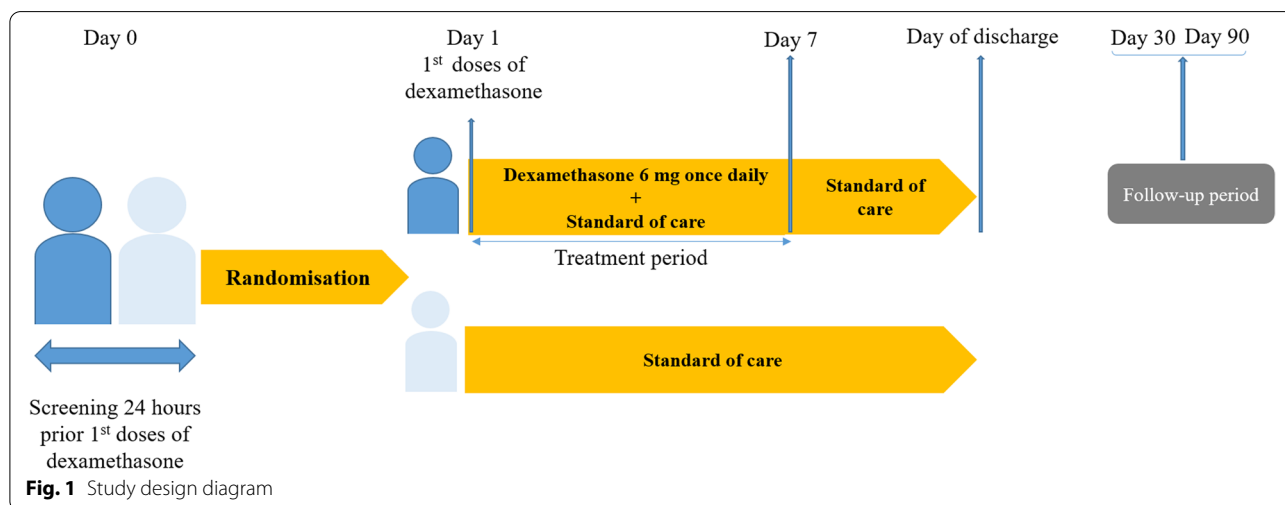 Day 0
Day 1
1st doses of
dexamethasone
Day 7
Day of discharge
Day 30 Day 90
Dexamethasone 6 mg once daily
+
Standard of care
Standard of
care
Follow-up period
Treatment period
Randomisation
Standard of care
Screening 24 hours
prior 1st doses of
dexamethasone
Fig. 1 Study design diagram